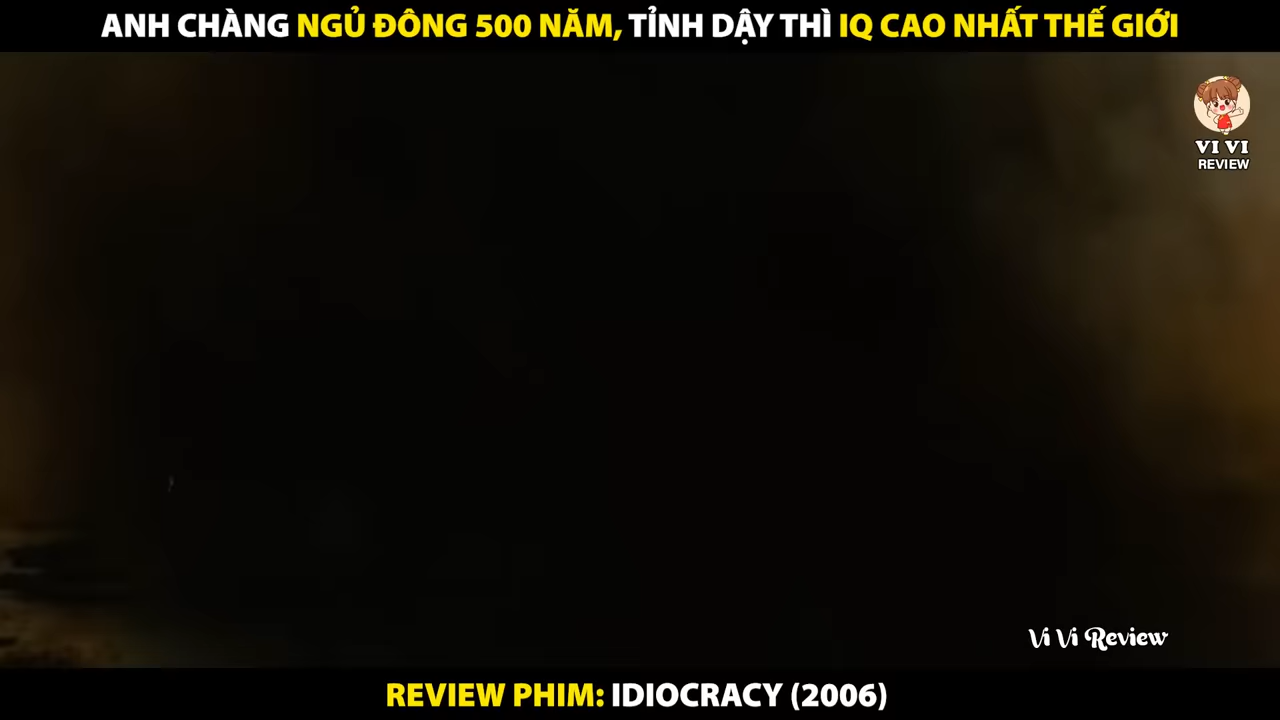 ANH CHÀNG NGỦ ĐÔNG 500 NĂM, TỈNH DẬY THÌ IQ CAO NHẤT THẾ GIỚI
VI VI
REVIEW
Vi Vi Review
REVIEW PHIM: IDIOCRACY (2006)